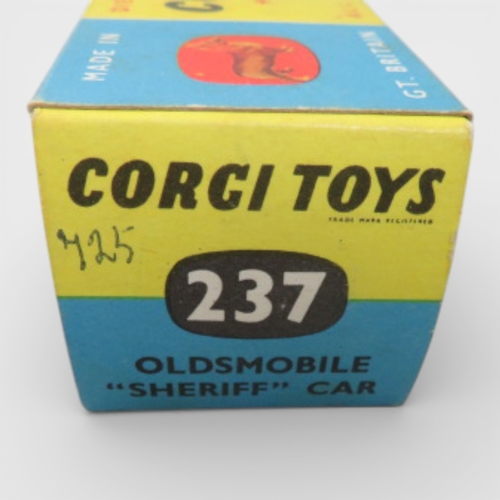 MADE IN
GT. BRITAIN
CORGI TOYS
TRADE MARK REGISTERED
725
237
OLDSMOBILE
"SHERIFF" CAR